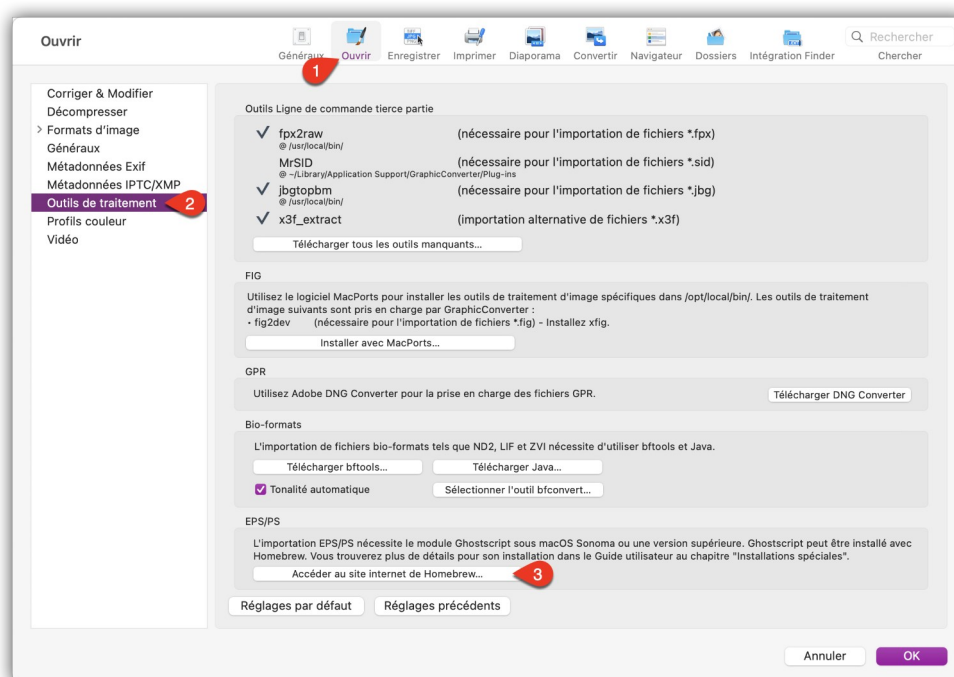 Ouvrir
Généraux
Ouvrir
Enregistrer
Imprimer
Diaporama
Convertir
Navigateur
Dossiers
Intégration Finder
Rechercher
Chercher
1
Corriger & Modifier
Décompresser
Formats d'image
Généraux
Métadonnées Exif
Métadonnées IPTC/XMP
Outils de traitement
2
Profils couleur
Vidéo
Outils Ligne de commande tierce partie
fpx2raw (nécessaire pour l'importation de fichiers *.fpx)
@ /usr/local/bin/
MrSID (nécessaire pour l'importation de fichiers *.sid)
@ ~/Library/Application Support/GraphicConverter/Plug-ins
jbgtopbm (nécessaire pour l'importation de fichiers *.jbg)
@ /usr/local/bin/
x3f_extract (importation alternative de fichiers *.x3f)
Télécharger tous les outils manquants...
FIG
Utilisez le logiciel MacPorts pour installer les outils de traitement d'image spécifiques dans /opt/local/bin/. Les outils de traitement
d'image suivants sont pris en charge par GraphicConverter :
• fig2dev (nécessaire pour l'importation de fichiers *.fig) - Installez xfig.
Installer avec MacPorts...
GPR
Utilisez Adobe DNG Converter pour la prise en charge des fichiers GPR.
Télécharger DNG Converter
Bio-formats
L'importation de fichiers bio-formats tels que ND2, LIF et ZVI nécessite d'utiliser bftools et Java.
Télécharger bftools...
Télécharger Java...
Tonalité automatique
Sélectionner l'outil bfconvert...
EPS/PS
L'importation EPS/PS nécessite le module Ghostscript sous macOS Sonoma ou une version supérieure. Ghostscript peut être installé avec
Homebrew. Vous trouverez plus de détails pour son installation dans le Guide utilisateur au chapitre "Installations spéciales".
Accéder au site internet de Homebrew...
3
Réglages par défaut
Réglages précédents
Annuler
OK